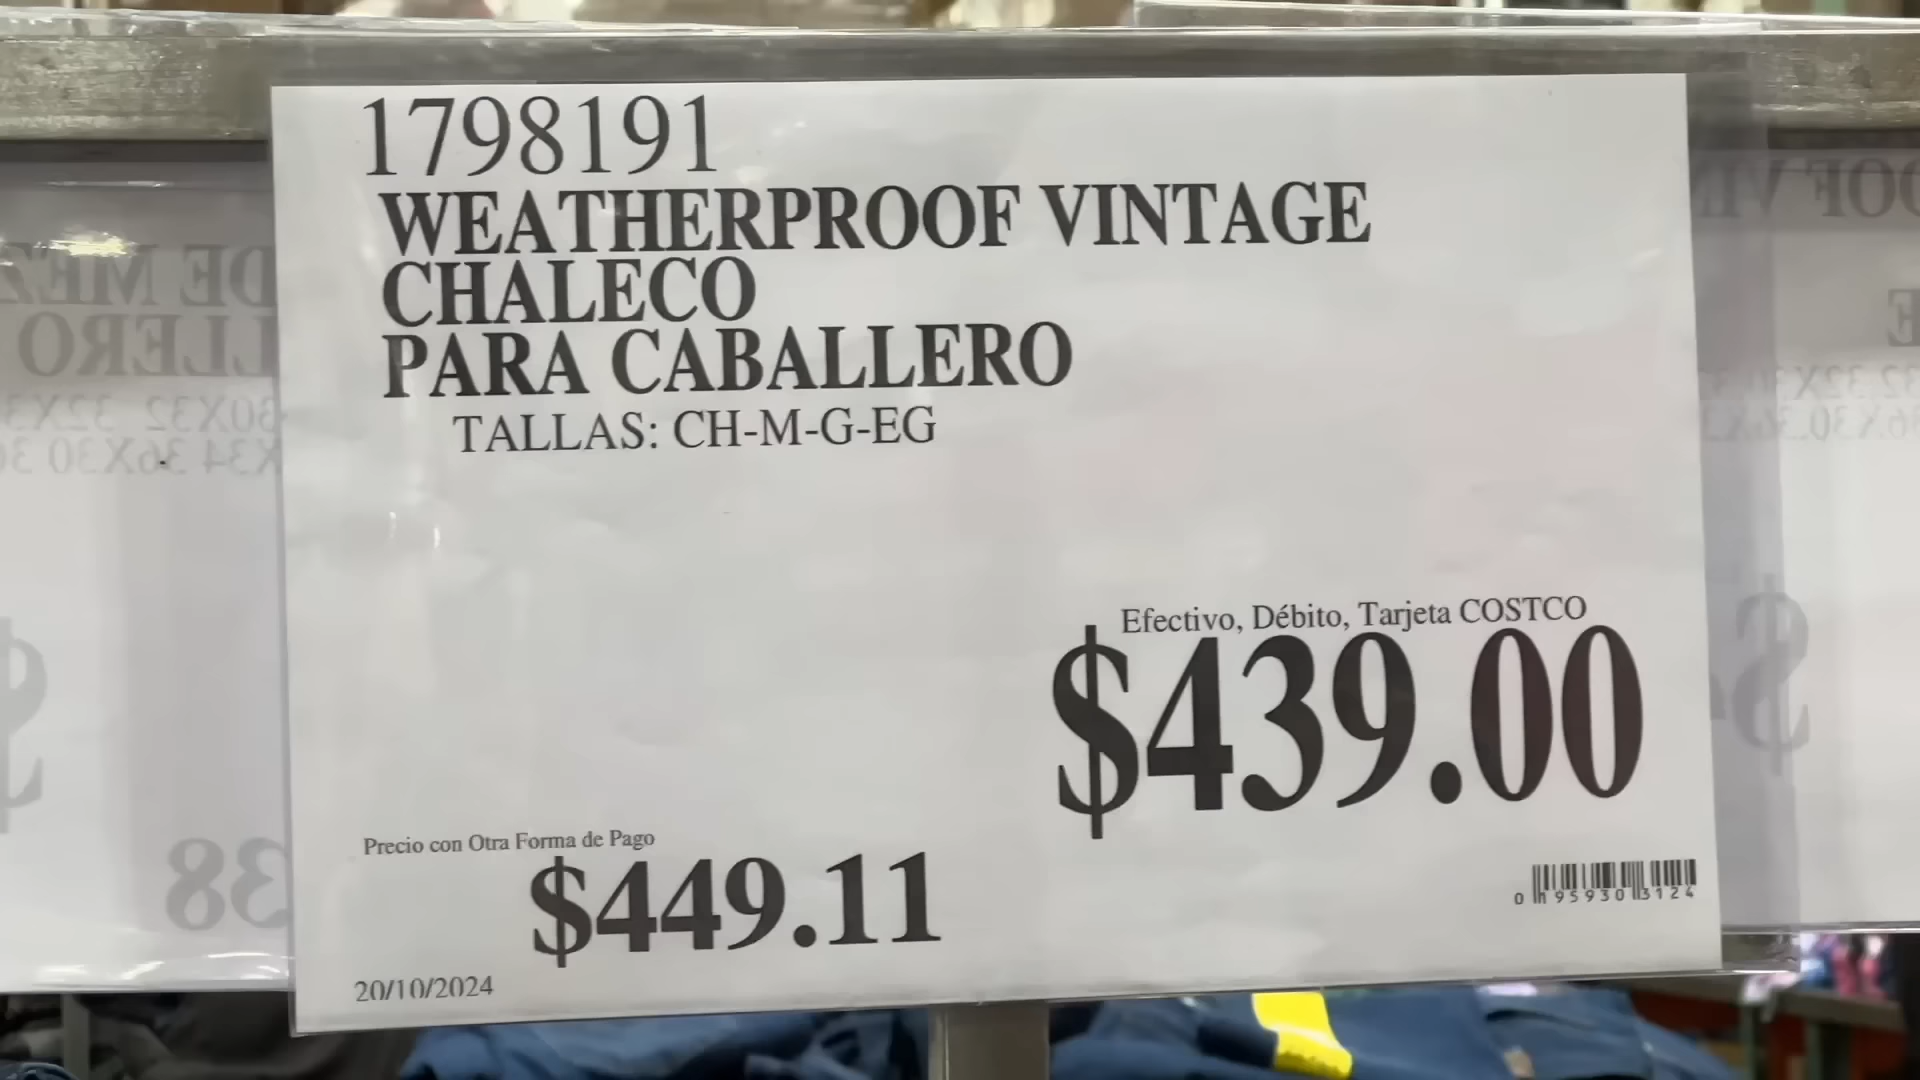 1798191
WEATHERPROOF VINTAGE
CHALECO
PARA CABALLERO
TALLAS: CH-M-G-EG
Efectivo, Débito, Tarjeta COSTCO
$439.00
Precio con Otra Forma de Pago
$449.11
20/10/2024